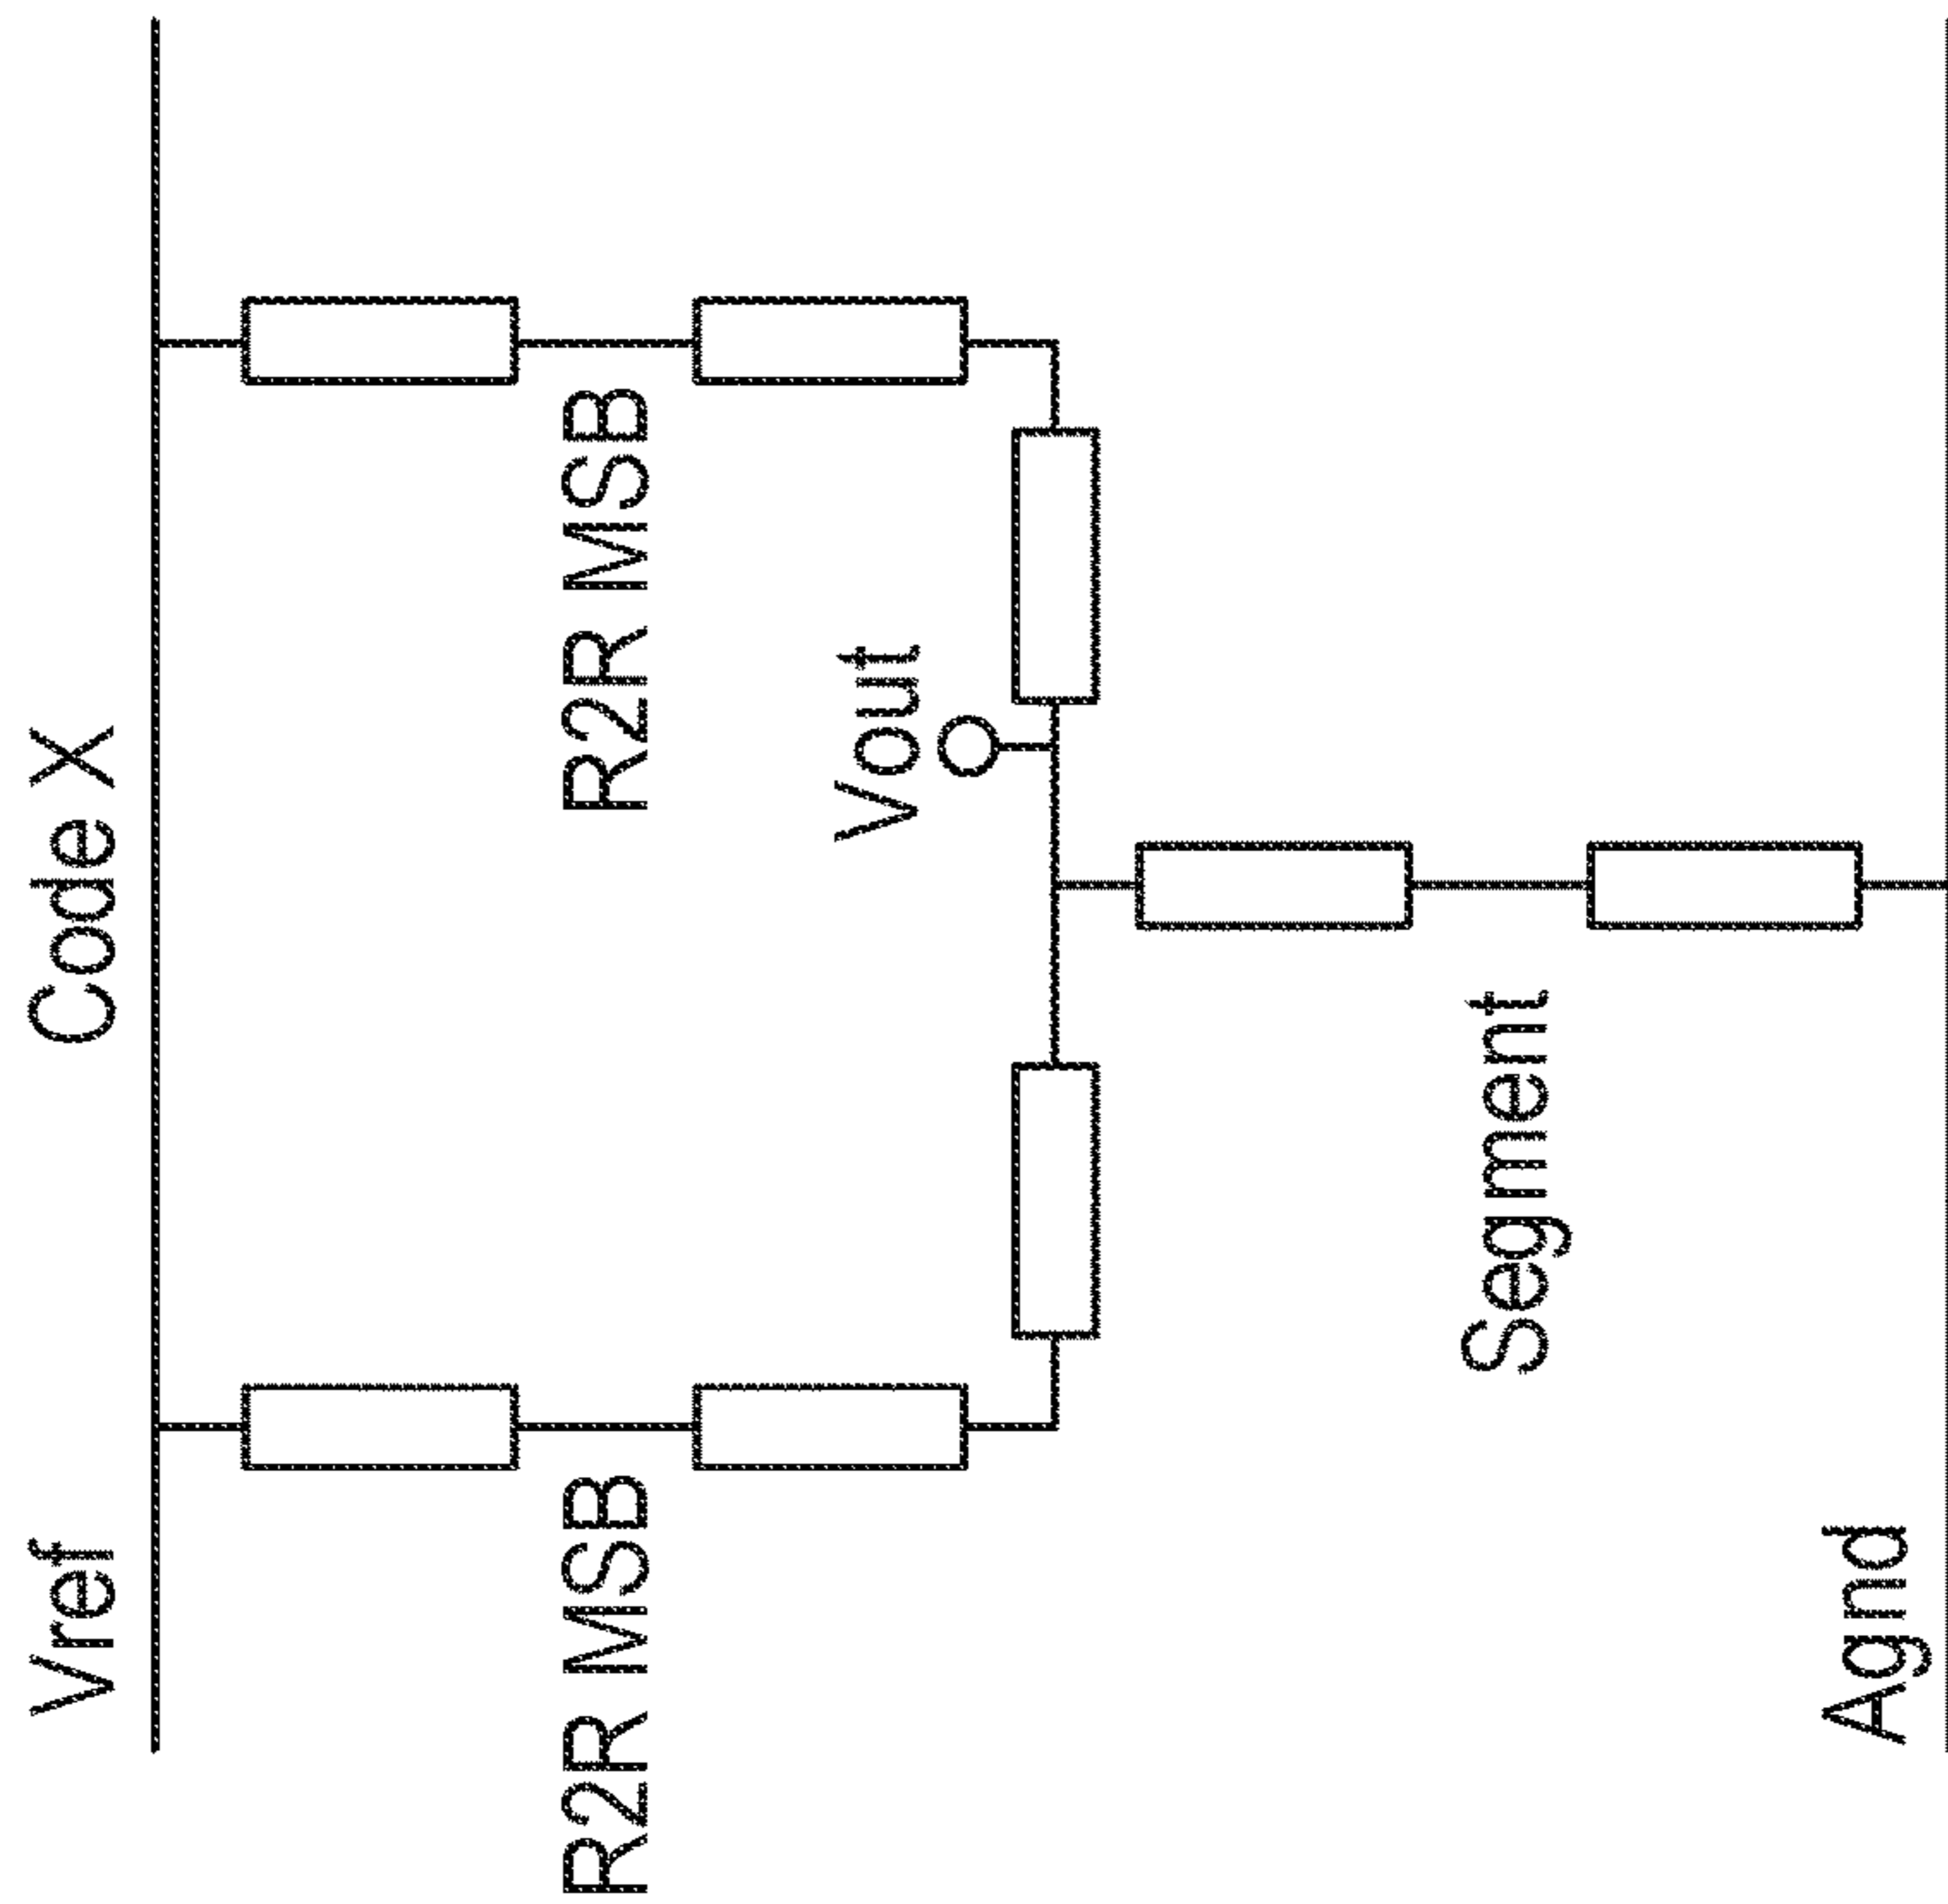 Code X
Vref
R2R MSB
R2R MSB
Vout
Segment
Agnd